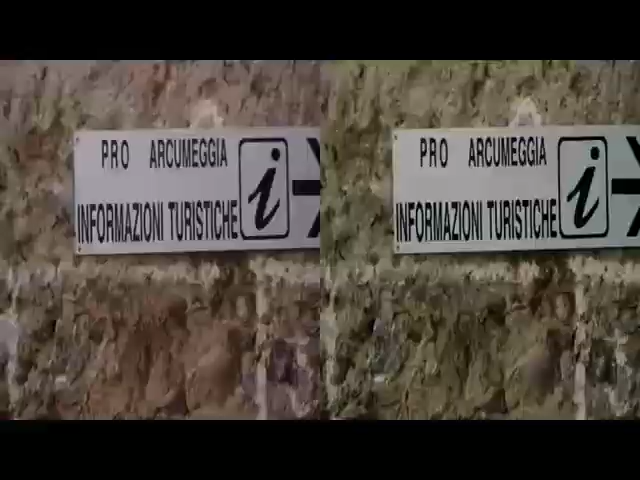 PRO ARCUMEGGIA
INFORMAZIONI TURISTICHE
i
PRO ARCUMEGGIA
INFORMAZIONI TURISTICHE
i